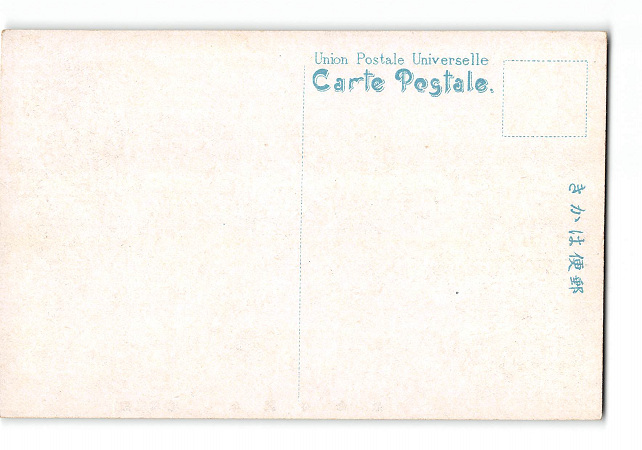 Union Postale Universelle
Carte Postale.
きかは便郵